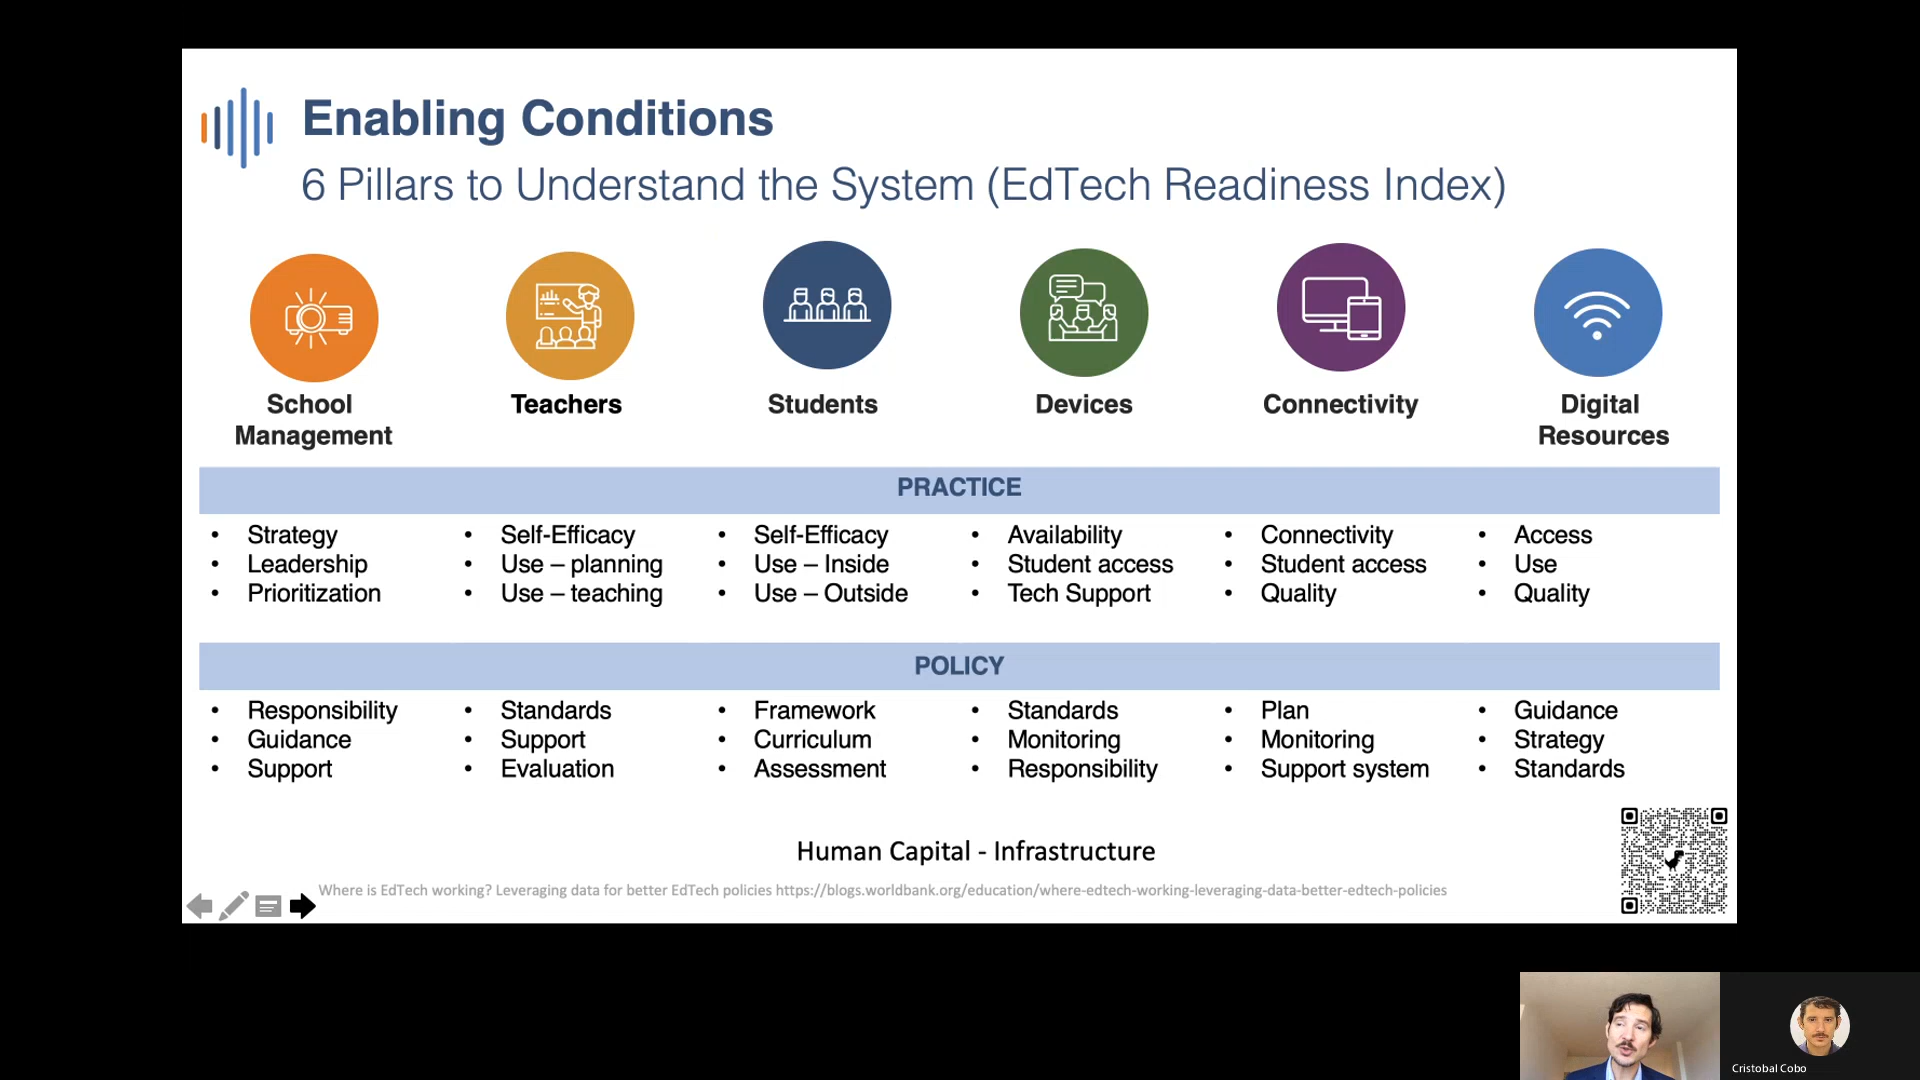 Enabling Conditions
6 Pillars to Understand the System (EdTech Readiness Index)
School
Management
Teachers
Students
Devices
Connectivity
Digital
Resources
PRACTICE
• Strategy
• Leadership
• Prioritization
• Self-Efficacy
• Use – planning
• Use – teaching
• Self-Efficacy
• Use – Inside
• Use – Outside
• Availability
• Student access
• Tech Support
• Connectivity
• Student access
• Quality
• Access
• Use
• Quality
POLICY
• Responsibility
• Guidance
• Support
• Standards
• Support
• Evaluation
• Framework
• Curriculum
• Assessment
• Standards
• Monitoring
• Responsibility
• Plan
• Monitoring
• Support system
• Guidance
• Strategy
• Standards
Human Capital - Infrastructure
Where is EdTech working? Leveraging data for better EdTech policies https://blogs.worldbank.org/education/where-edtech-working-leveraging-data-better-edtech-policies
Cristobal Cobo